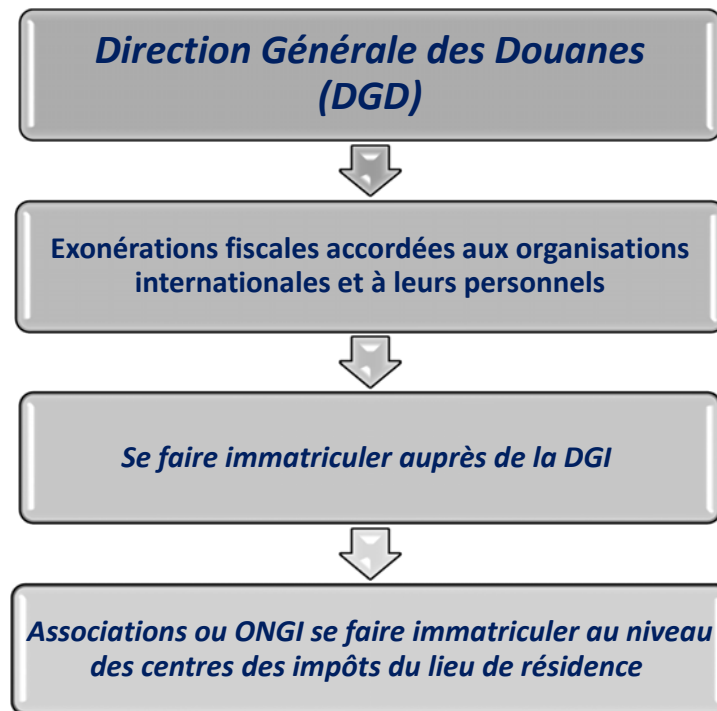 Direction Générale des Douanes
(DGD)
Exonérations fiscales accordées aux organisations
internationales et à leurs personnels
Se faire immatriculer auprès de la DGI
Associations ou ONGI se faire immatriculer au niveau
des centres des impôts du lieu de résidence